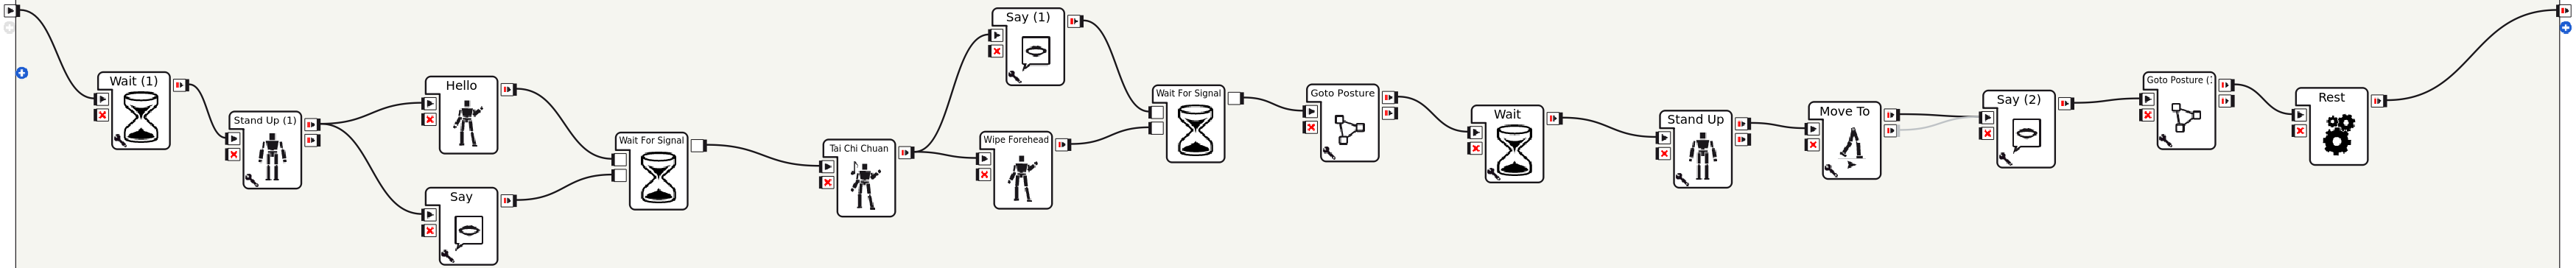 Wait (1)
Stand Up (1)
Hello
Say
Wait For Signal
Tai Chi Chuan
Say (1)
Wipe Forehead
Wait For Signal
Goto Posture
Wait
Stand Up
Move To
Say (2)
Goto Posture (
Rest